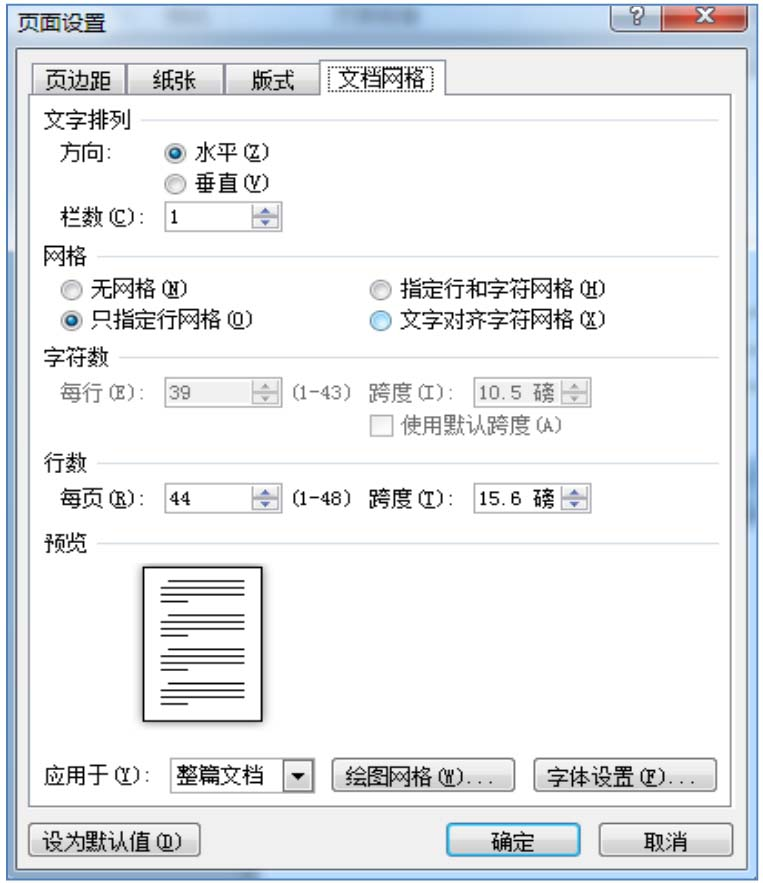 页面设置
页边距 纸张 版式 文档网格
文字排列
方向: 水平(Z)
垂直(V)
栏数(C): 1
网格
无网格(N) 指定行和字符网格(H)
只指定行网格(O) 文字对齐字符网格(X)
字符数
每行(E): 39 (1-43) 跨度(I): 10.5 磅
使用默认跨度(A)
行数
每页(R): 44 (1-48) 跨度(T): 15.6 磅
预览
应用于(Y): 整篇文档 绘图网格(W)... 字体设置(F)...
设为默认值(D) 确定 取消